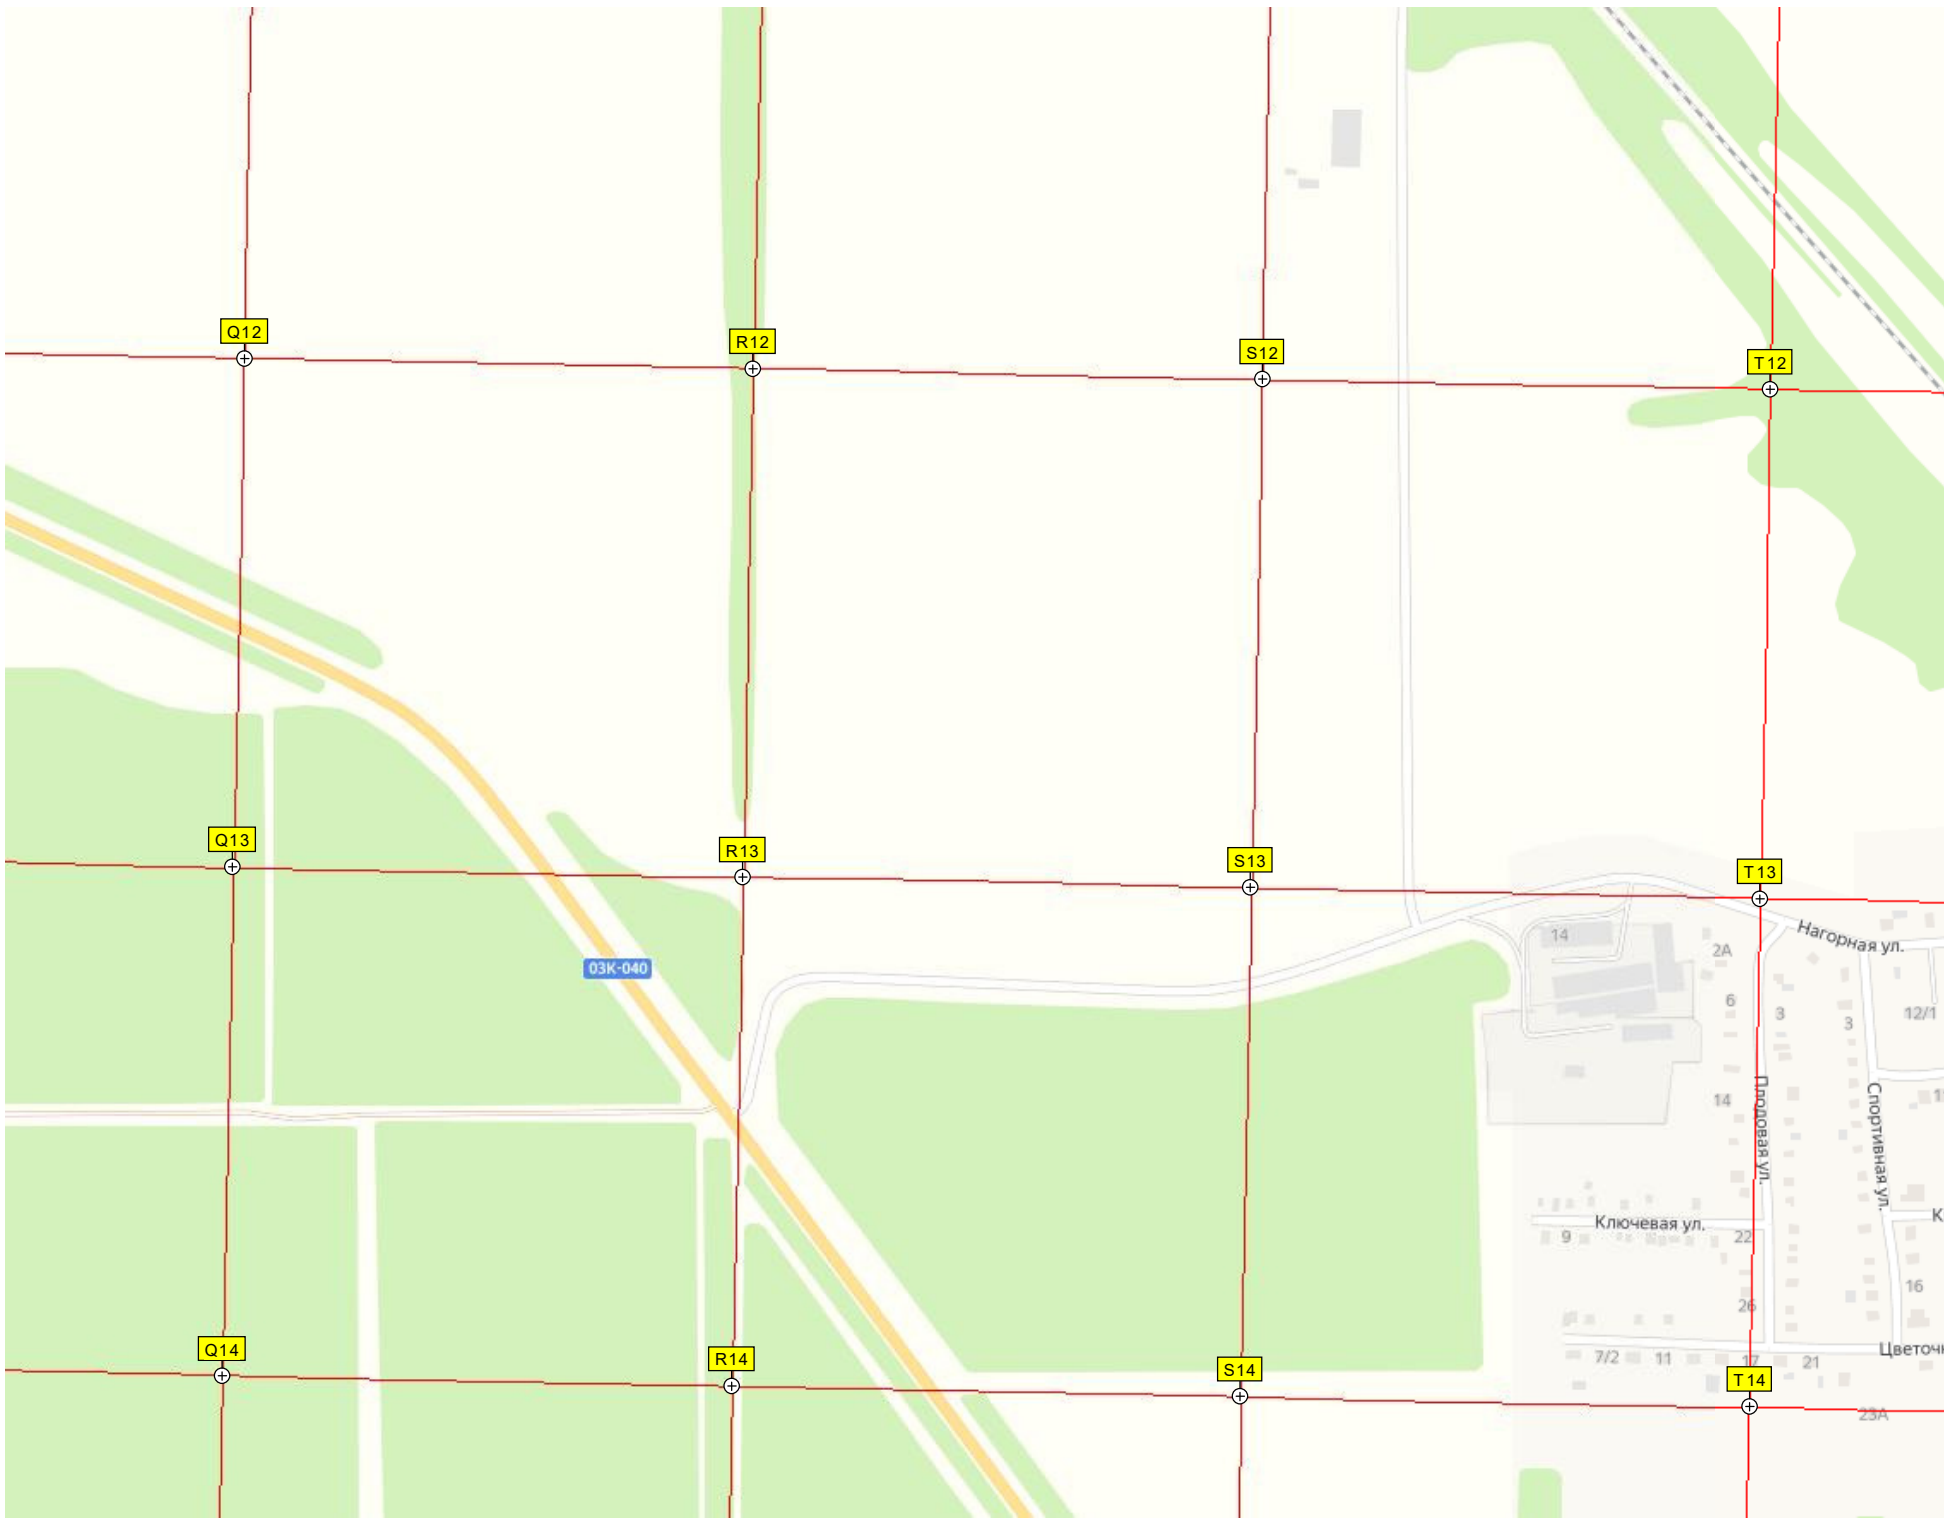 Q12
R12
S12
T12
Q13
R13
S13
T13
Нагорная ул.
14
2А
03К-040
6
3
3
12/1
14
Плодовая ул.
Спортивная ул.
Ключевая ул.
9
22
16
26
Q14
R14
S14
7/2
11
17
21
T14
23А